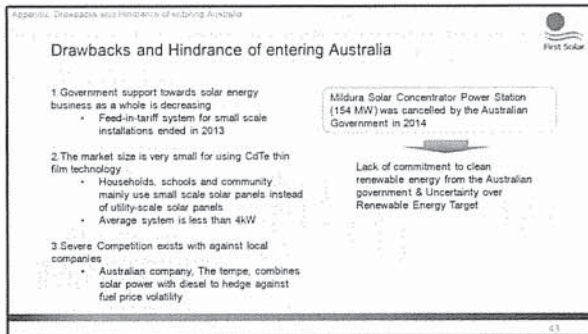 Appendix. Drawbacks and Hindrance of entering Australia
First Solar
Drawbacks and Hindrance of entering Australia
1.Government support towards solar energy
business as a whole is decreasing
• Feed-in-tariff system for small scale
installations ended in 2013
2.The market size is very small for using CdTe thin
film technology
• Households, schools and community
mainly use small scale solar panels instead
of utility-scale solar panels
• Average system is less than 4kW
3.Severe Competition exists with against local
companies
• Australian company, The tempe, combines
solar power with diesel to hedge against
fuel price volatility
Mildura Solar Concentrator Power Station
(154 MW) was cancelled by the Australian
Government in 2014
Lack of commitment to clean
renewable energy from the Australian
government & Uncertainty over
Renewable Energy Target
43